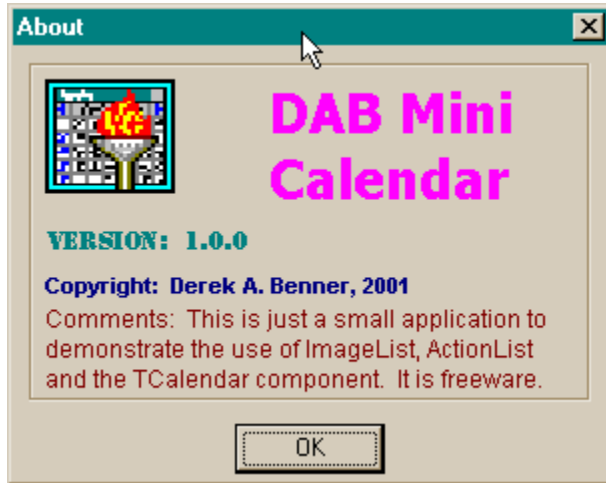 About
DAB Mini
Calendar
VERSION: 1.0.0
Copyright: Derek A. Benner, 2001
Comments: This is just a small application to
demonstrate the use of ImageList, ActionList
and the TCalendar component. It is freeware.
OK